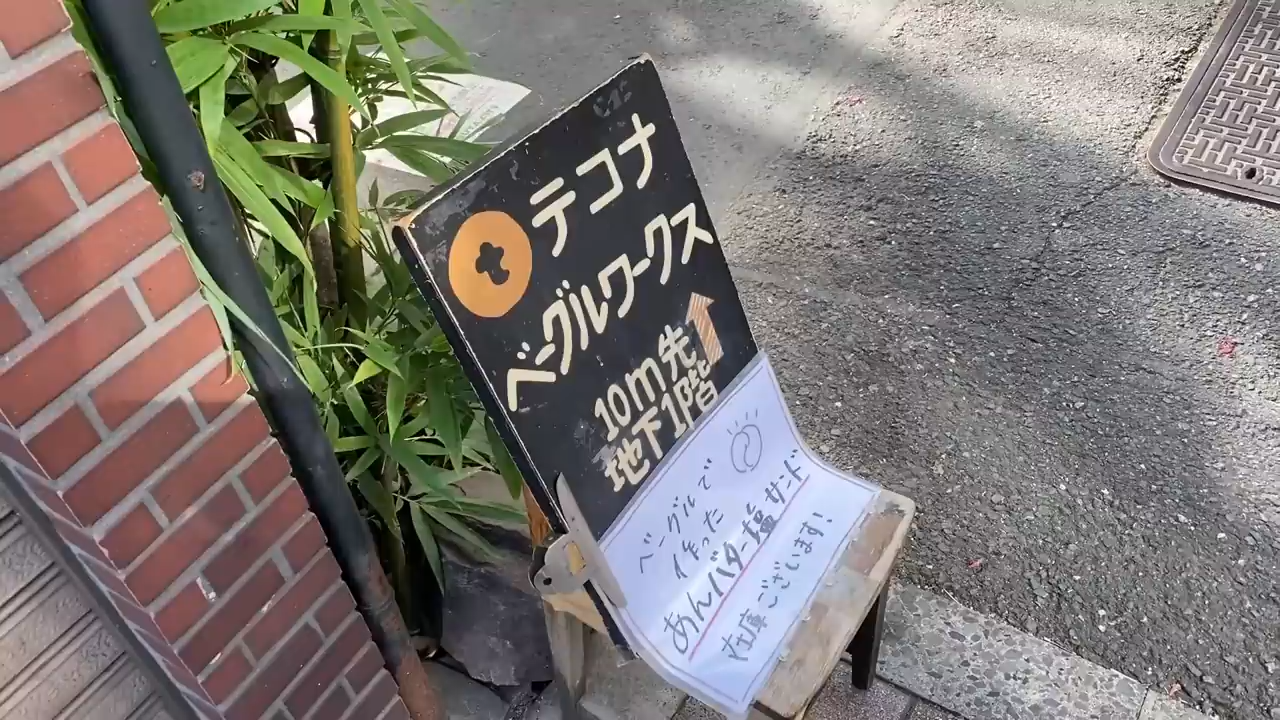 テコナ
ベーグルワークス
10m先
地下1階
ベーグルで
作った
あんバター塩サンド
在庫ございます!